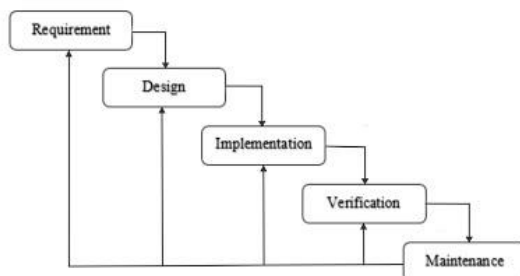 Requirement
Design
Implementation
Verification
Maintenance